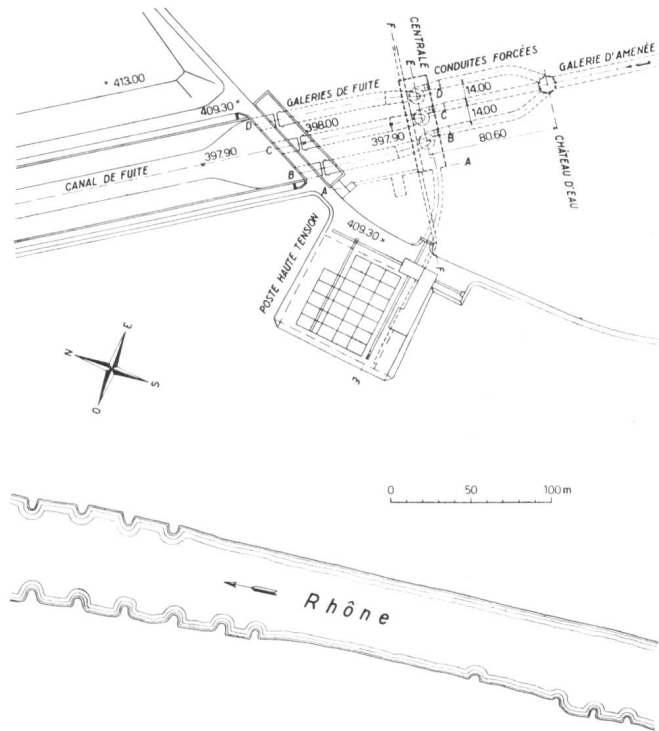 F
CENTRALE
E
CONDUITES FORCÉES
GALERIE D'AMENÉE
413.00
GALERIES DE FUITE
D
14.00
409.30
398.00
C
14.00
D
C
397.90
B
80.60
397.90
CANAL DE FUITE
B
A
A
CHÂTEAU D'EAU
409.30
POSTE HAUTE TENSION
F
E
E
N
S
O
0 50 100 m
Rhône